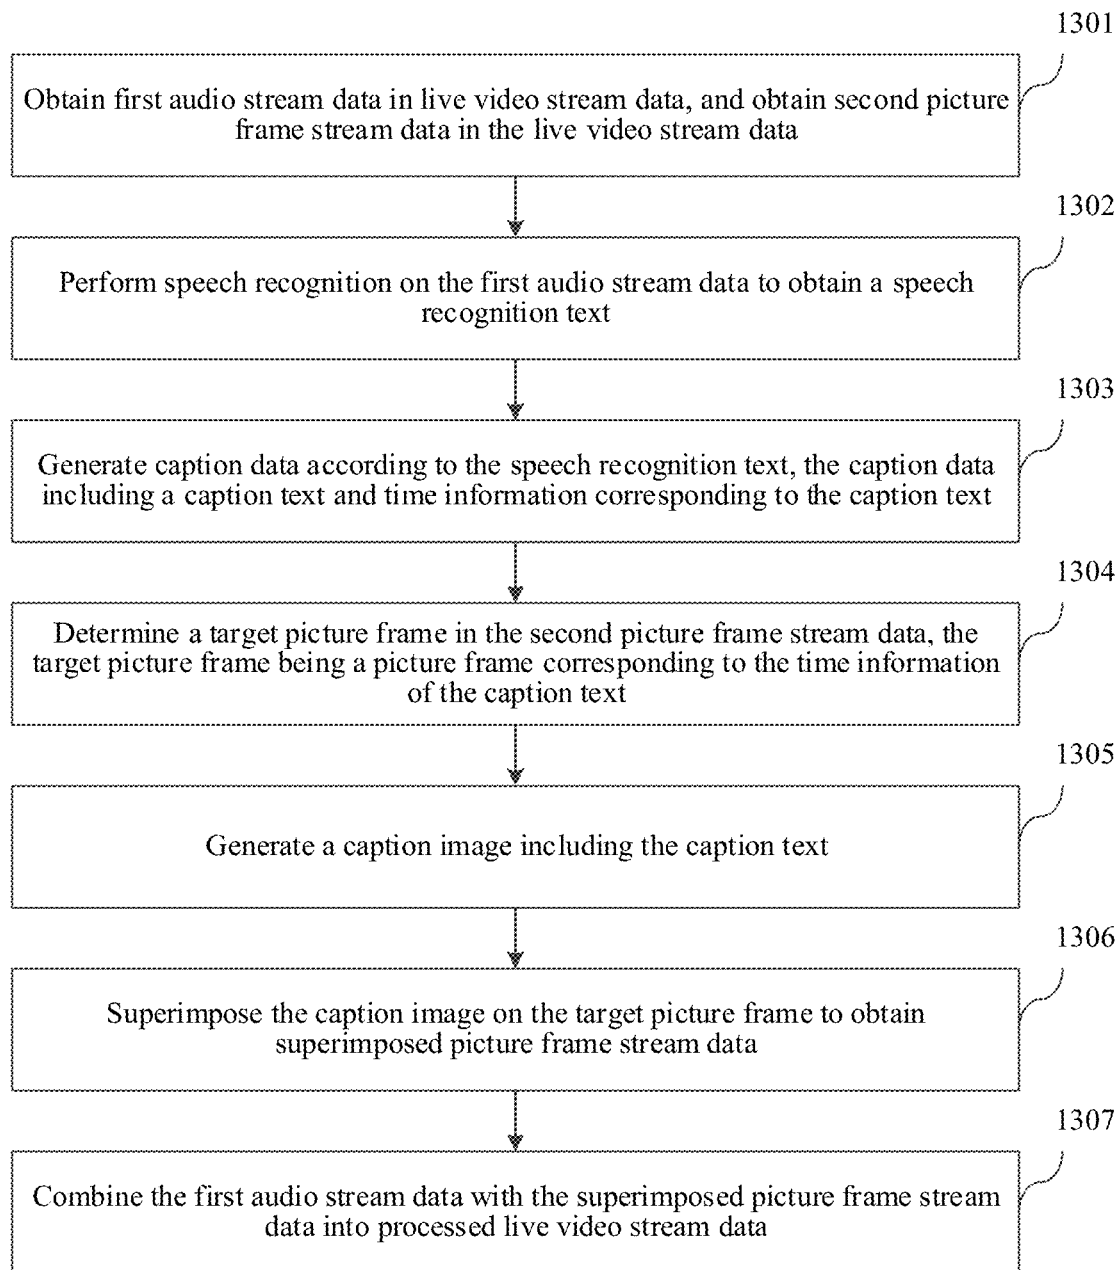 1301
Obtain first audio stream data in live video stream data, and obtain second picture
frame stream data in the live video stream data
1302
Perform speech recognition on the first audio stream data to obtain a speech
recognition text
1303
Generate caption data according to the speech recognition text, the caption data
including a caption text and time information corresponding to the caption text
1304
Determine a target picture frame in the second picture frame stream data, the
target picture frame being a picture frame corresponding to the time information
of the caption text
1305
Generate a caption image including the caption text
1306
Superimpose the caption image on the target picture frame to obtain
superimposed picture frame stream data
1307
Combine the first audio stream data with the superimposed picture frame stream
data into processed live video stream data